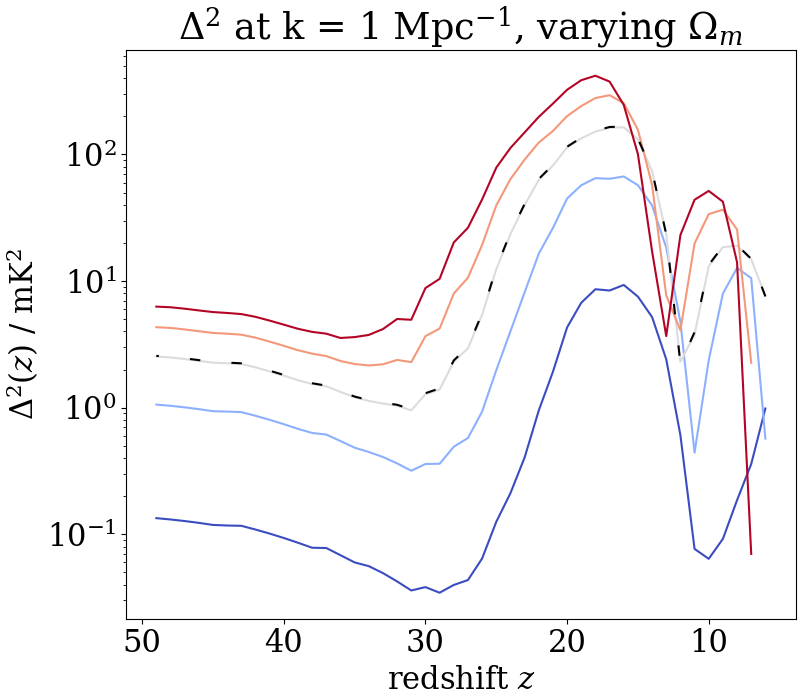 Δ² at k = 1 Mpc⁻¹, varying Ωₘ
Δ²(z) / mK²
10²
10¹
10⁰
10⁻¹
50 40 30 20 10
redshift z